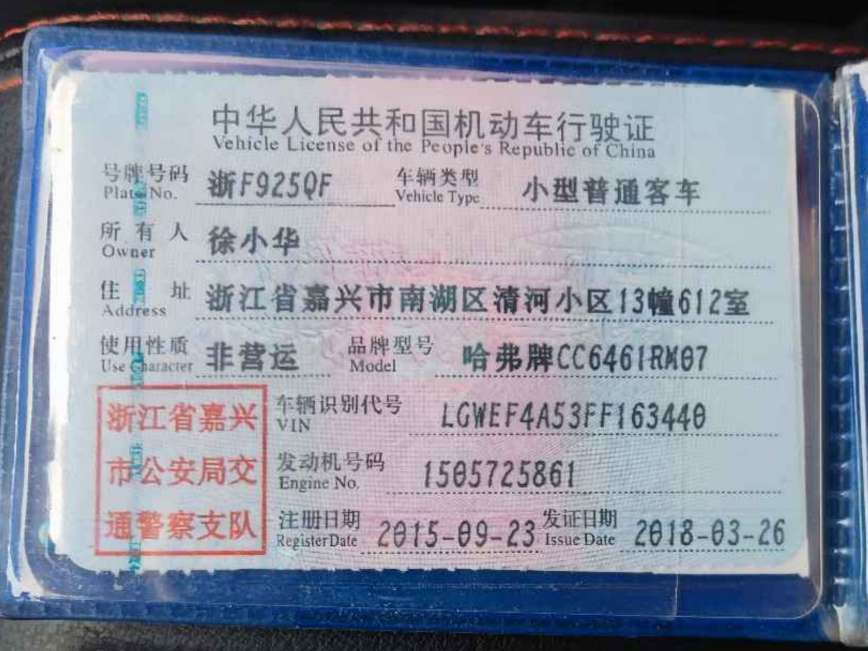 中华人民共和国机动车行驶证
Vehicle License of the People's Republic of China
号牌号码 浙F925QF 车辆类型 小型普通客车
Plate No. Vehicle Type
所有人 徐小华
Owner
住址 浙江省嘉兴市南湖区清河小区13幢612室
Address
使用性质 非营运 品牌型号 哈弗牌CC6461RM07
Use Character Model
浙江省嘉兴 车辆识别代号 LGWEF4A53FF163440
VIN
市公安局交 发动机号码 1505725861
Engine No.
通警察支队 注册日期 2015-09-23 发证日期 2018-03-26
Register Date Issue Date